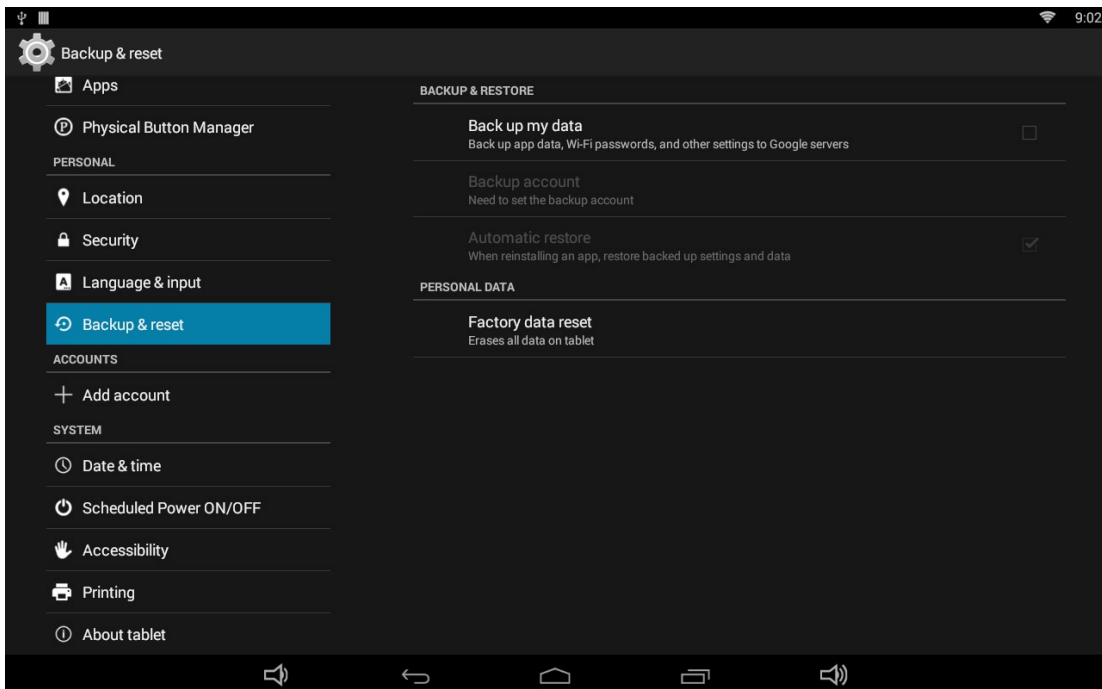 9:02
Backup & reset
Apps
Physical Button Manager
PERSONAL
Location
Security
Language & input
Backup & reset
ACCOUNTS
Add account
SYSTEM
Date & time
Scheduled Power ON/OFF
Accessibility
Printing
About tablet
BACKUP & RESTORE
Back up my data
Back up app data, Wi-Fi passwords, and other settings to Google servers
Backup account
Need to set the backup account
Automatic restore
When reinstalling an app, restore backed up settings and data
PERSONAL DATA
Factory data reset
Erases all data on tablet